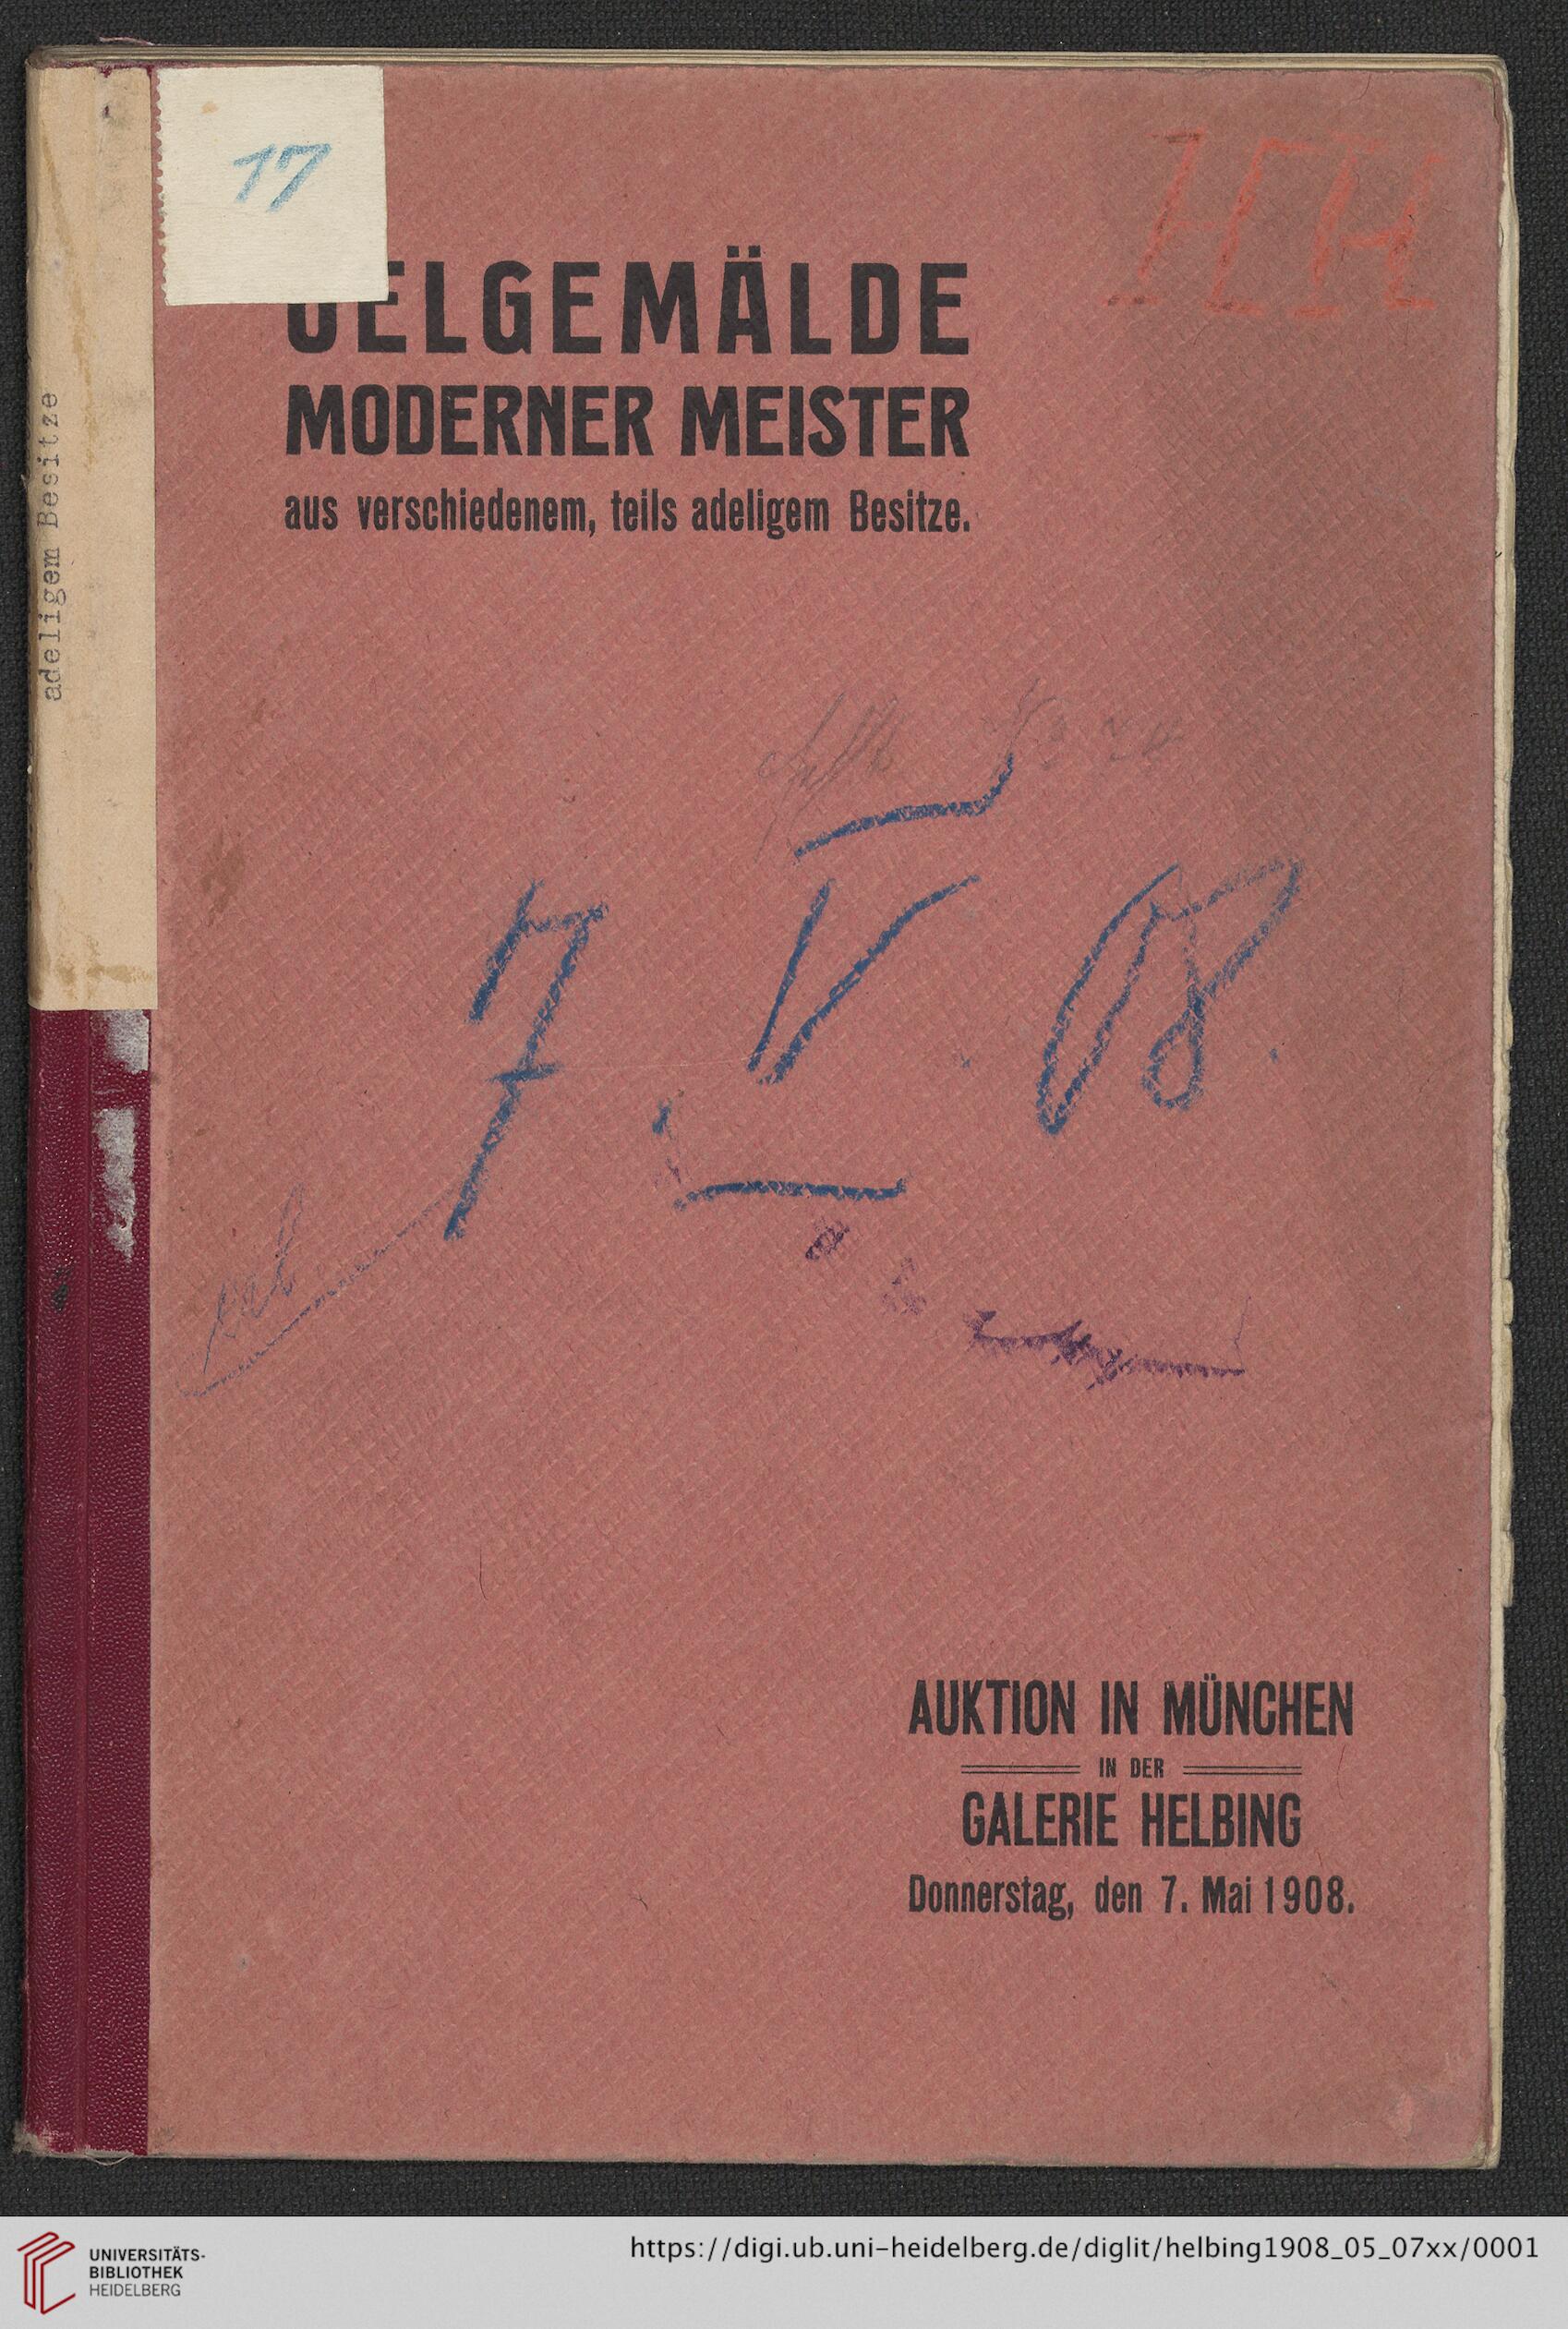 17
OELGEMÄLDE
MODERNER MEISTER
aus verschiedenem, teils adeligem Besitze.
adeligem Besitze
7. V. 08.
AUKTION IN MÜNCHEN
IN DER
GALERIE HELBING
Donnerstag, den 7. Mai 1908.
UNIVERSITÄTS-
BIBLIOTHEK
HEIDELBERG
https://digi.ub.uni-heidelberg.de/diglit/helbing1908_05_07xx/0001